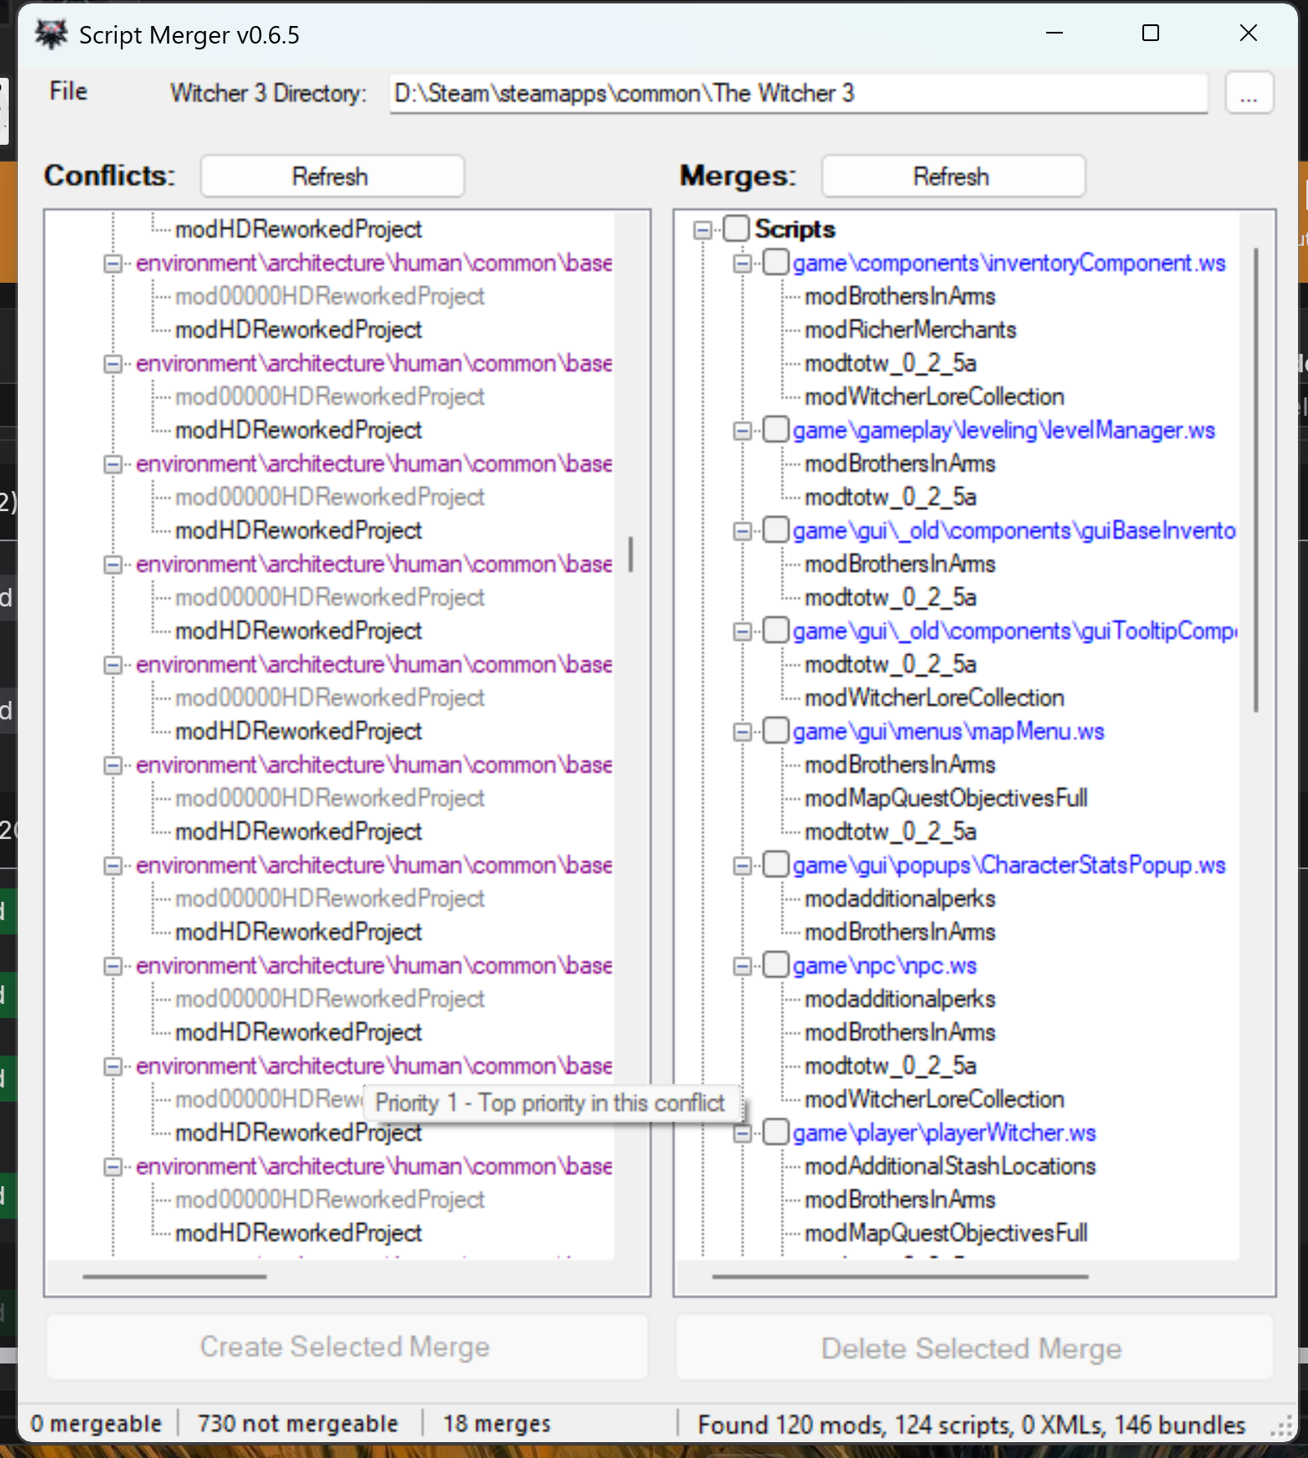 Script Merger v0.6.5
File
Witcher 3 Directory:
D:\Steam\steamapps\common\The Witcher 3
...
Conflicts:
Refresh
modHDReworkedProject
environment\architecture\human\common\base
mod00000HDReworkedProject
modHDReworkedProject
environment\architecture\human\common\base
mod00000HDReworkedProject
modHDReworkedProject
environment\architecture\human\common\base
mod00000HDReworkedProject
modHDReworkedProject
environment\architecture\human\common\base
mod00000HDReworkedProject
modHDReworkedProject
environment\architecture\human\common\base
mod00000HDReworkedProject
modHDReworkedProject
environment\architecture\human\common\base
mod00000HDReworkedProject
modHDReworkedProject
environment\architecture\human\common\base
mod00000HDReworkedProject
modHDReworkedProject
environment\architecture\human\common\base
mod00000HDReworkedProject
modHDReworkedProject
environment\architecture\human\common\base
mod00000HDRew
Priority 1 - Top priority in this conflict
modHDReworkedProject
environment\architecture\human\common\base
mod00000HDReworkedProject
modHDReworkedProject
Create Selected Merge
Merges:
Refresh
Scripts
game\components\inventoryComponent.ws
modBrothersInArms
modRicherMerchants
modtotw_0_2_5a
modWitcherLoreCollection
game\gameplay\leveling\levelManager.ws
modBrothersInArms
modtotw_0_2_5a
game\gui\_old\components\guiBaseInvento
modBrothersInArms
modtotw_0_2_5a
game\gui\_old\components\guiTooltipComp
modtotw_0_2_5a
modWitcherLoreCollection
game\gui\menus\mapMenu.ws
modBrothersInArms
modMapQuestObjectivesFull
modtotw_0_2_5a
game\gui\popups\CharacterStatsPopup.ws
modadditionalperks
modBrothersInArms
game\npc\npc.ws
modadditionalperks
modBrothersInArms
modtotw_0_2_5a
modWitcherLoreCollection
game\player\playerWitcher.ws
modAdditionalStashLocations
modBrothersInArms
modMapQuestObjectivesFull
Delete Selected Merge
0 mergeable
730 not mergeable
18 merges
Found 120 mods, 124 scripts, 0 XMLs, 146 bundles